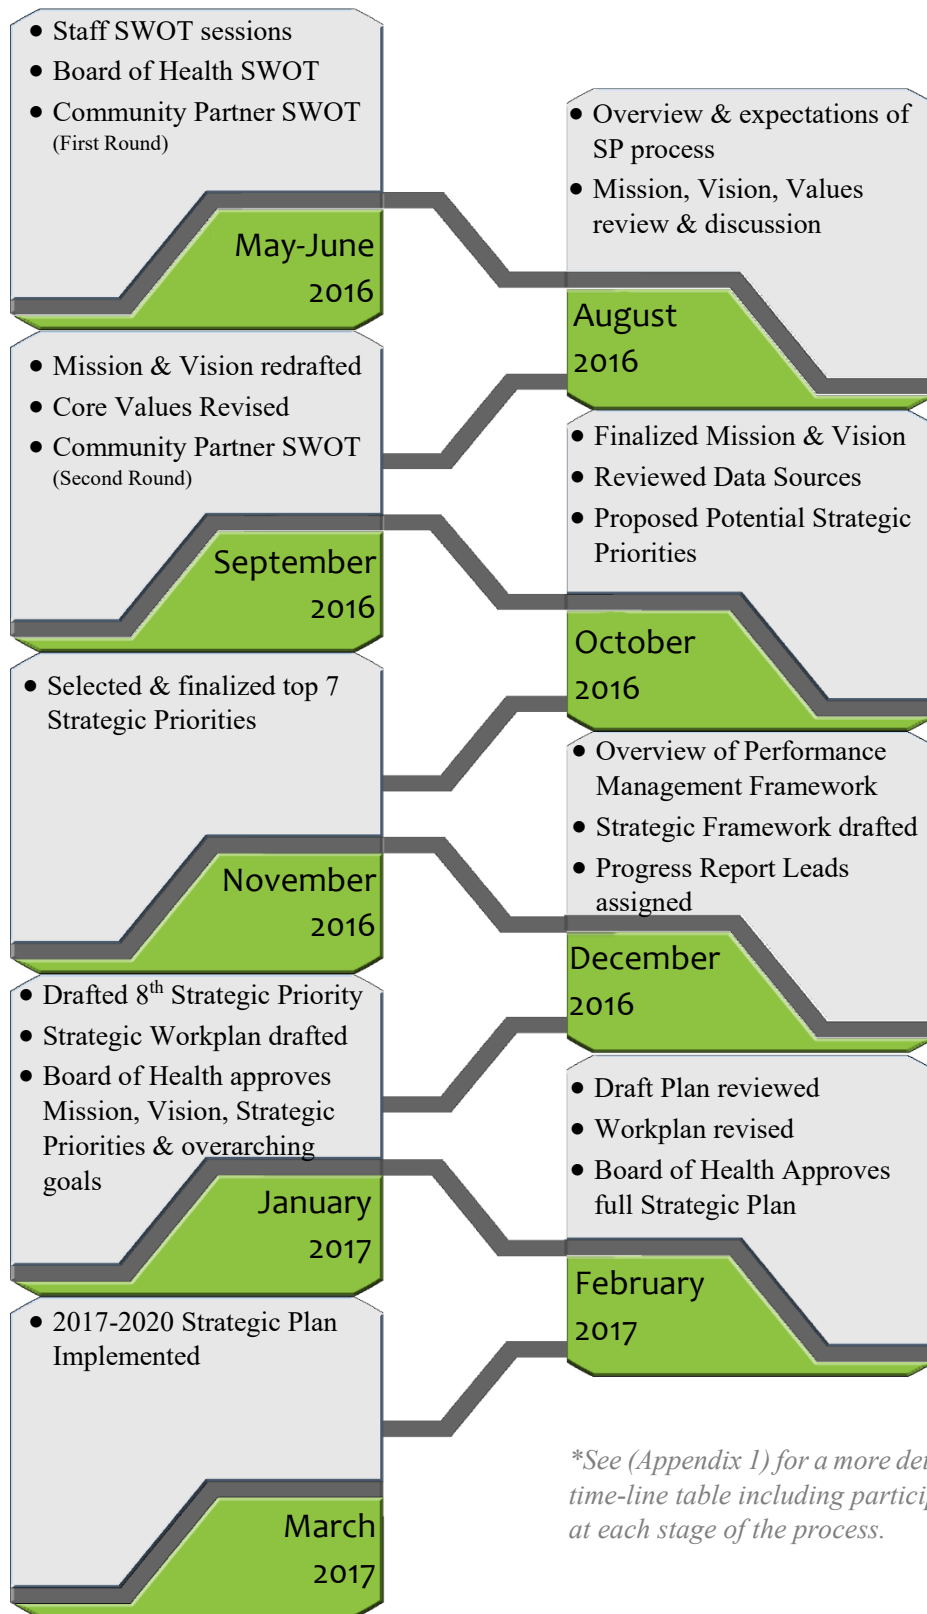 • Staff SWOT sessions
• Board of Health SWOT
• Community Partner SWOT
(First Round)
May-June
2016
• Overview & expectations of
SP process
• Mission, Vision, Values
review & discussion
August
2016
• Mission & Vision redrafted
• Core Values Revised
• Community Partner SWOT
(Second Round)
September
2016
• Finalized Mission & Vision
• Reviewed Data Sources
• Proposed Potential Strategic
Priorities
October
2016
• Selected & finalized top 7
Strategic Priorities
November
2016
• Overview of Performance
Management Framework
• Strategic Framework drafted
• Progress Report Leads
assigned
December
2016
• Drafted 8th Strategic Priority
• Strategic Workplan drafted
• Board of Health approves
Mission, Vision, Strategic
Priorities & overarching
goals
January
2017
• Draft Plan reviewed
• Workplan revised
• Board of Health Approves
full Strategic Plan
February
2017
• 2017-2020 Strategic Plan
Implemented
March
2017
*See (Appendix 1) for a more
time-line table including
at each stage of the process.